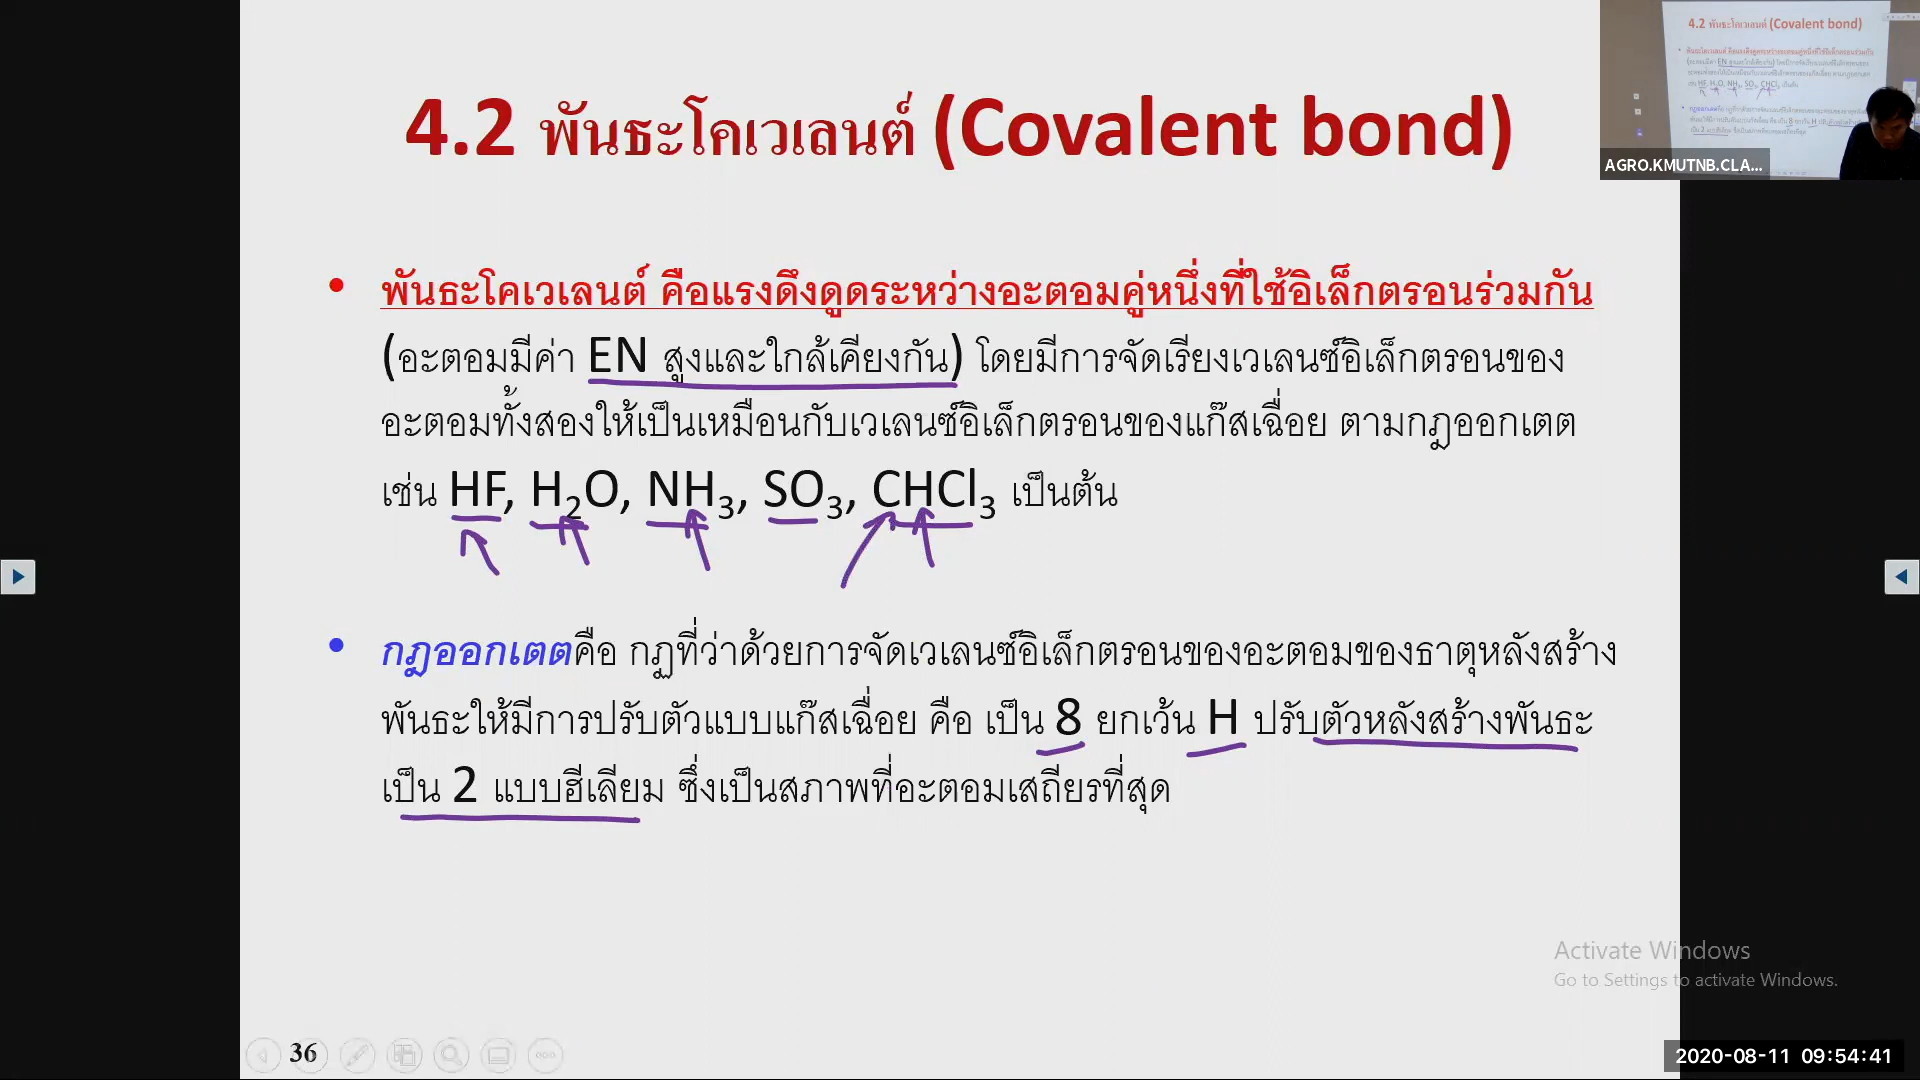 4.2 พันธะโคเวเลนต์ (Covalent bond)
• พันธะโคเวเลนต์ คือแรงดึงดูดระหว่างอะตอมคู่หนึ่งที่ใช้อิเล็กตรอนร่วมกัน
(อะตอมมีค่า EN สูงและใกล้เคียงกัน) โดยมีการจัดเรียงเวเลนซ์อิเล็กตรอนของ
อะตอมทั้งสองให้เป็นเหมือนกับเวเลนซ์อิเล็กตรอนของแก๊สเฉื่อย ตามกฎออกเตต
เช่น HF, H₂O, NH₃, SO₃, CHCl₃ เป็นต้น
• กฎออกเตตคือ กฏที่ว่าด้วยการจัดเวเลนซ์อิเล็กตรอนของอะตอมของธาตุหลังสร้าง
พันธะให้มีการปรับตัวแบบแก๊สเฉื่อย คือ เป็น 8 ยกเว้น H ปรับตัวหลังสร้างพันธะ
เป็น 2 แบบฮีเลียม ซึ่งเป็นสภาพที่อะตอมเสถียรที่สุด
36
4.2 พันธะโคเวเลนต์ (Covalent bond)
AGRO.KMUTNB.CLA...
Activate Windows
Go to Settings to activate Windows.
2020-08-11 09:54:41